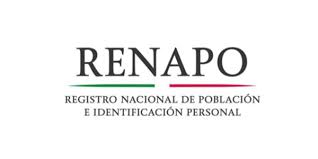 RENAPO
REGISTRO NACIONAL DE POBLACIÓN
E IDENTIFICACIÓN PERSONAL